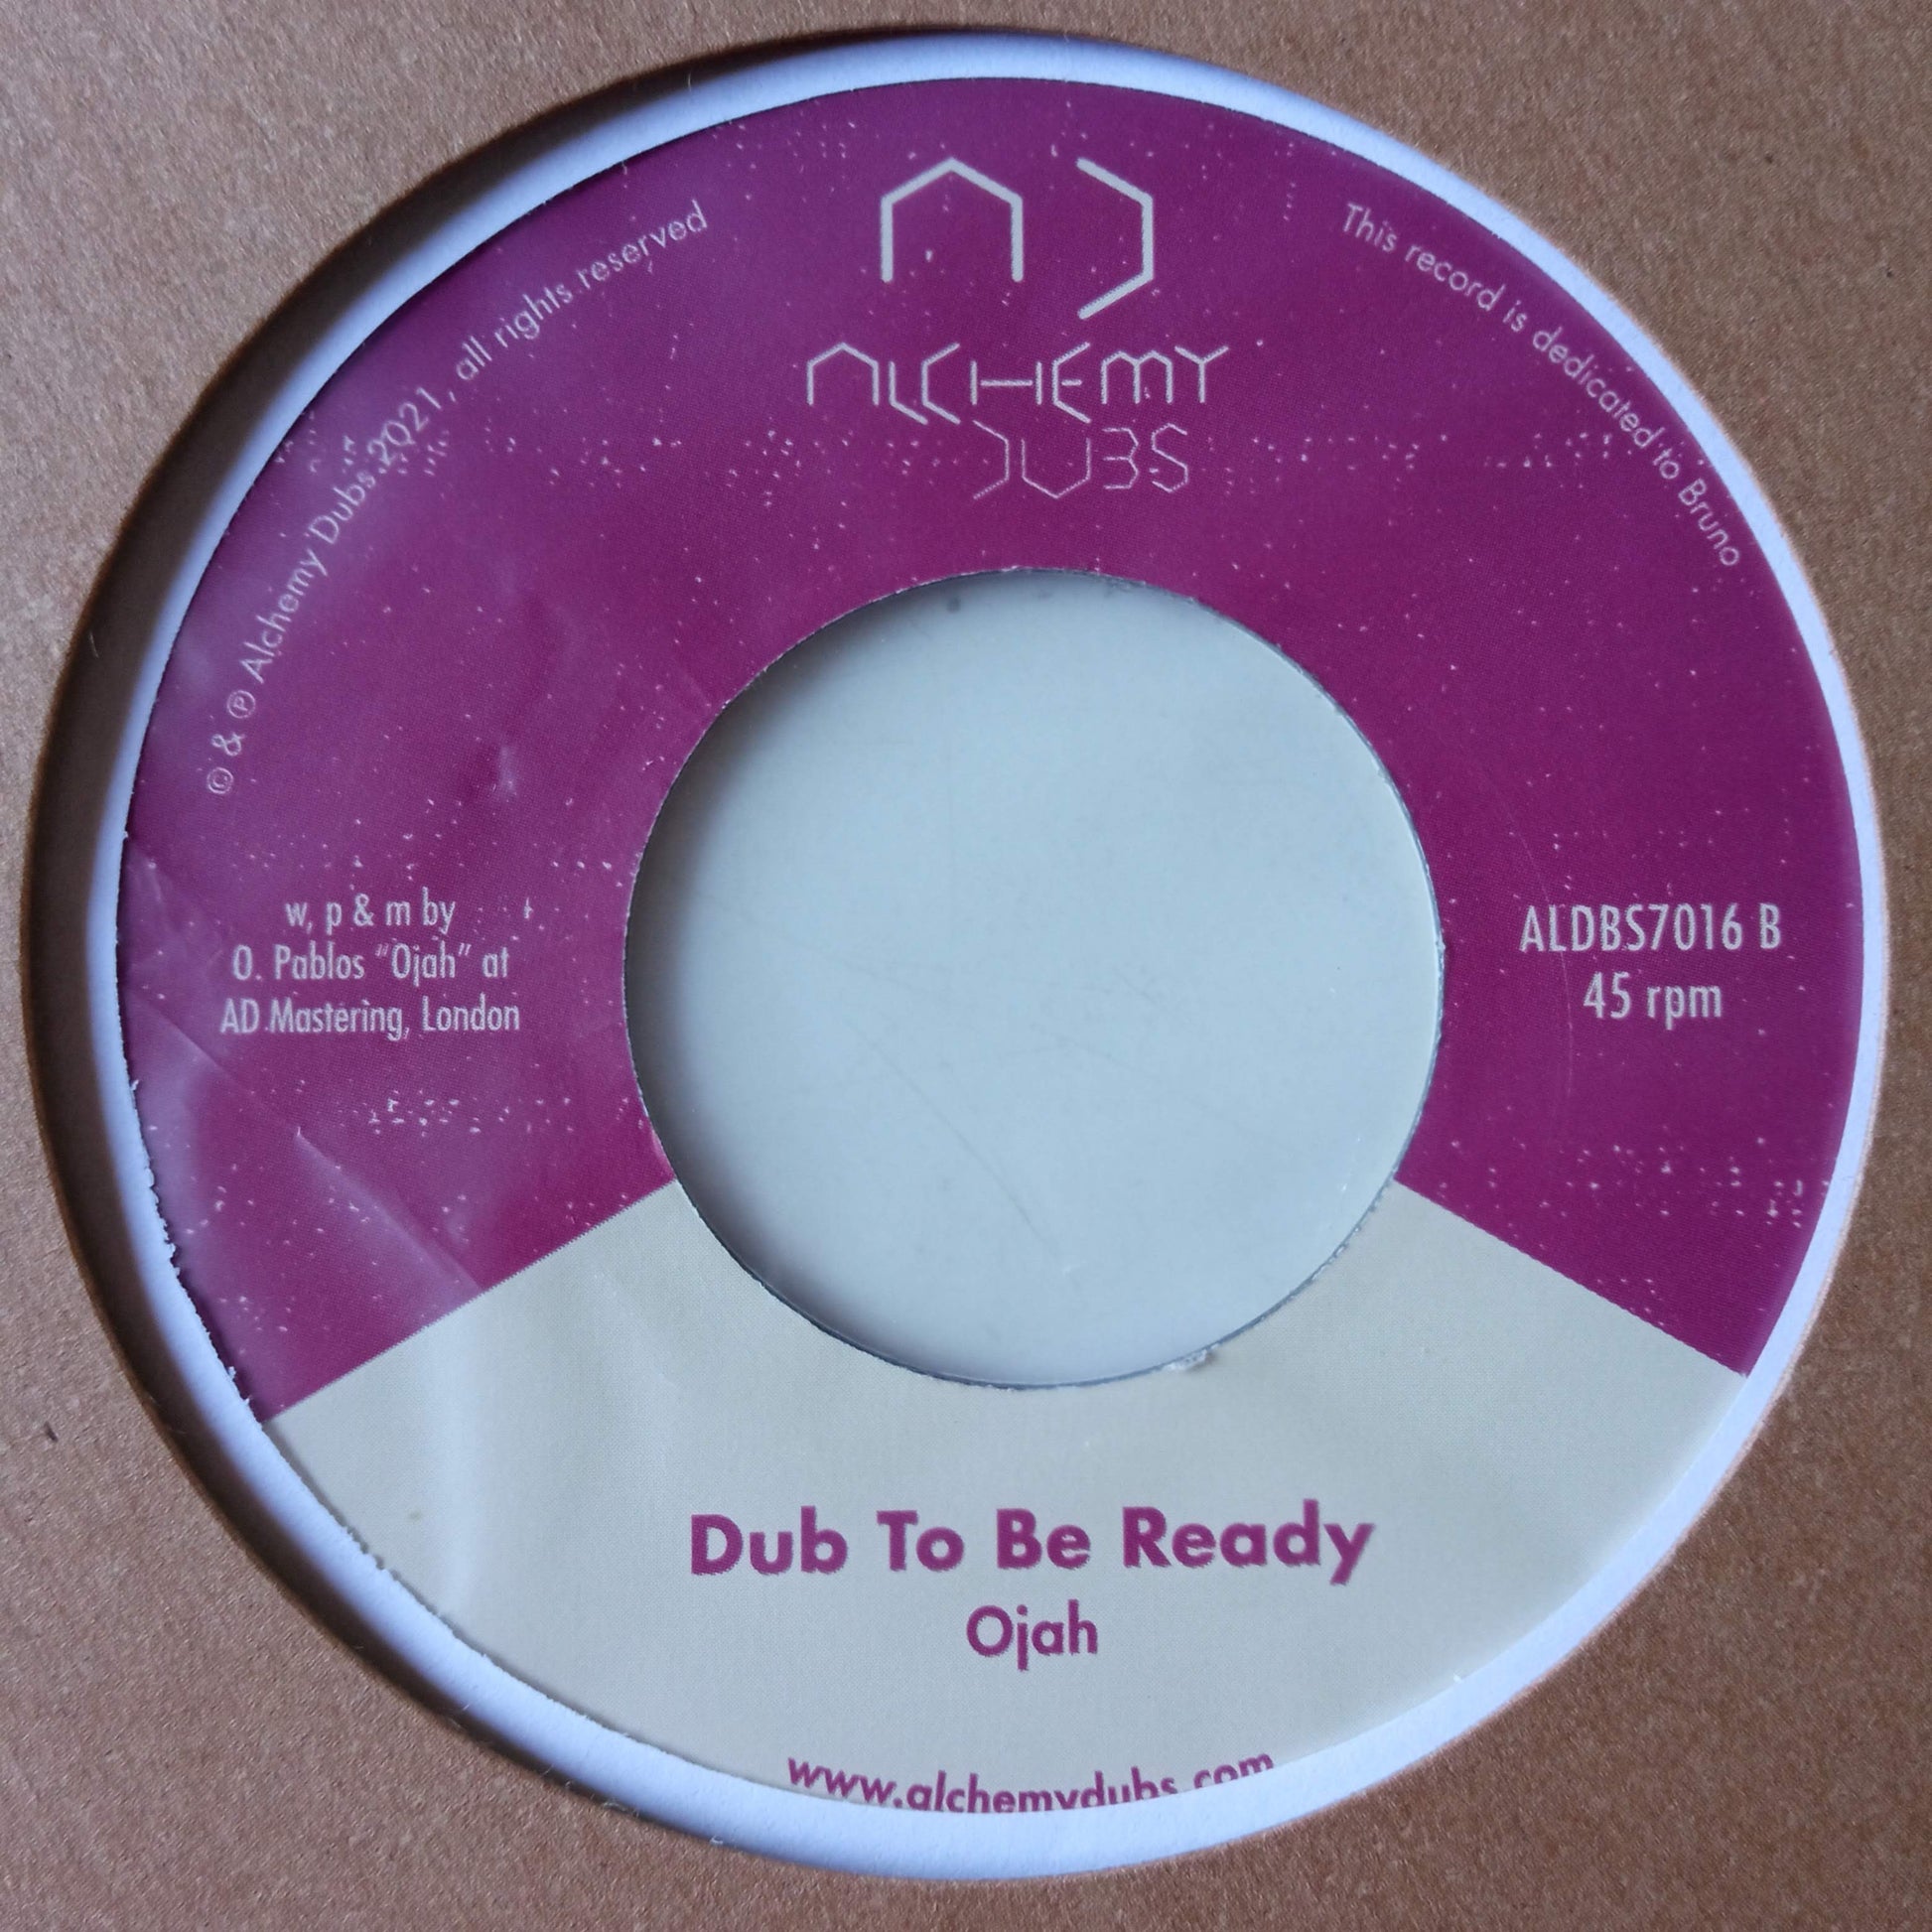 AD
ALCHEMY
DUBS
© & ℗ Alchemy Dubs 2021, all rights reserved
This record is dedicated to Bruno
w, p & m by
O. Pablos "Ojah" at
AD Mastering, London
ALDBS7016 B
45 rpm
Dub To Be Ready
Ojah
www.alchemydubs.com